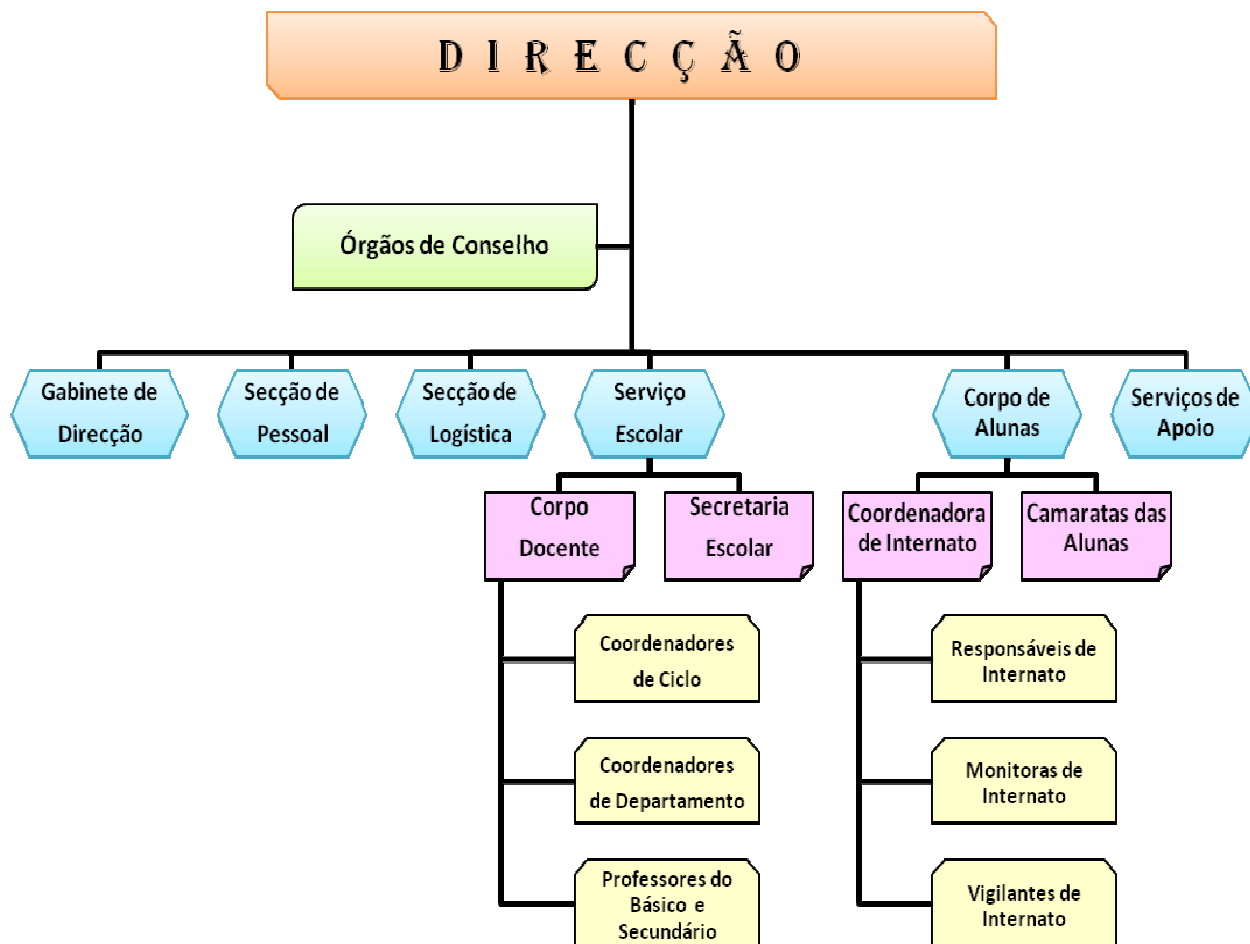 DIRECÇÃO
Órgãos de Conselho
Gabinete de
Direcção
Secção de
Pessoal
Secção de
Logística
Serviço
Escolar
Corpo de
Alunas
Serviços de
Apoio
Corpo
Docente
Secretaria
Escolar
Coordenadora
de Internato
Camaratas das
Alunas
Coordenadores
de Ciclo
Responsáveis de
Internato
Coordenadores
de Departamento
Monitoras de
Internato
Professores do
Básico e
Secundário
Vigilantes de
Internato